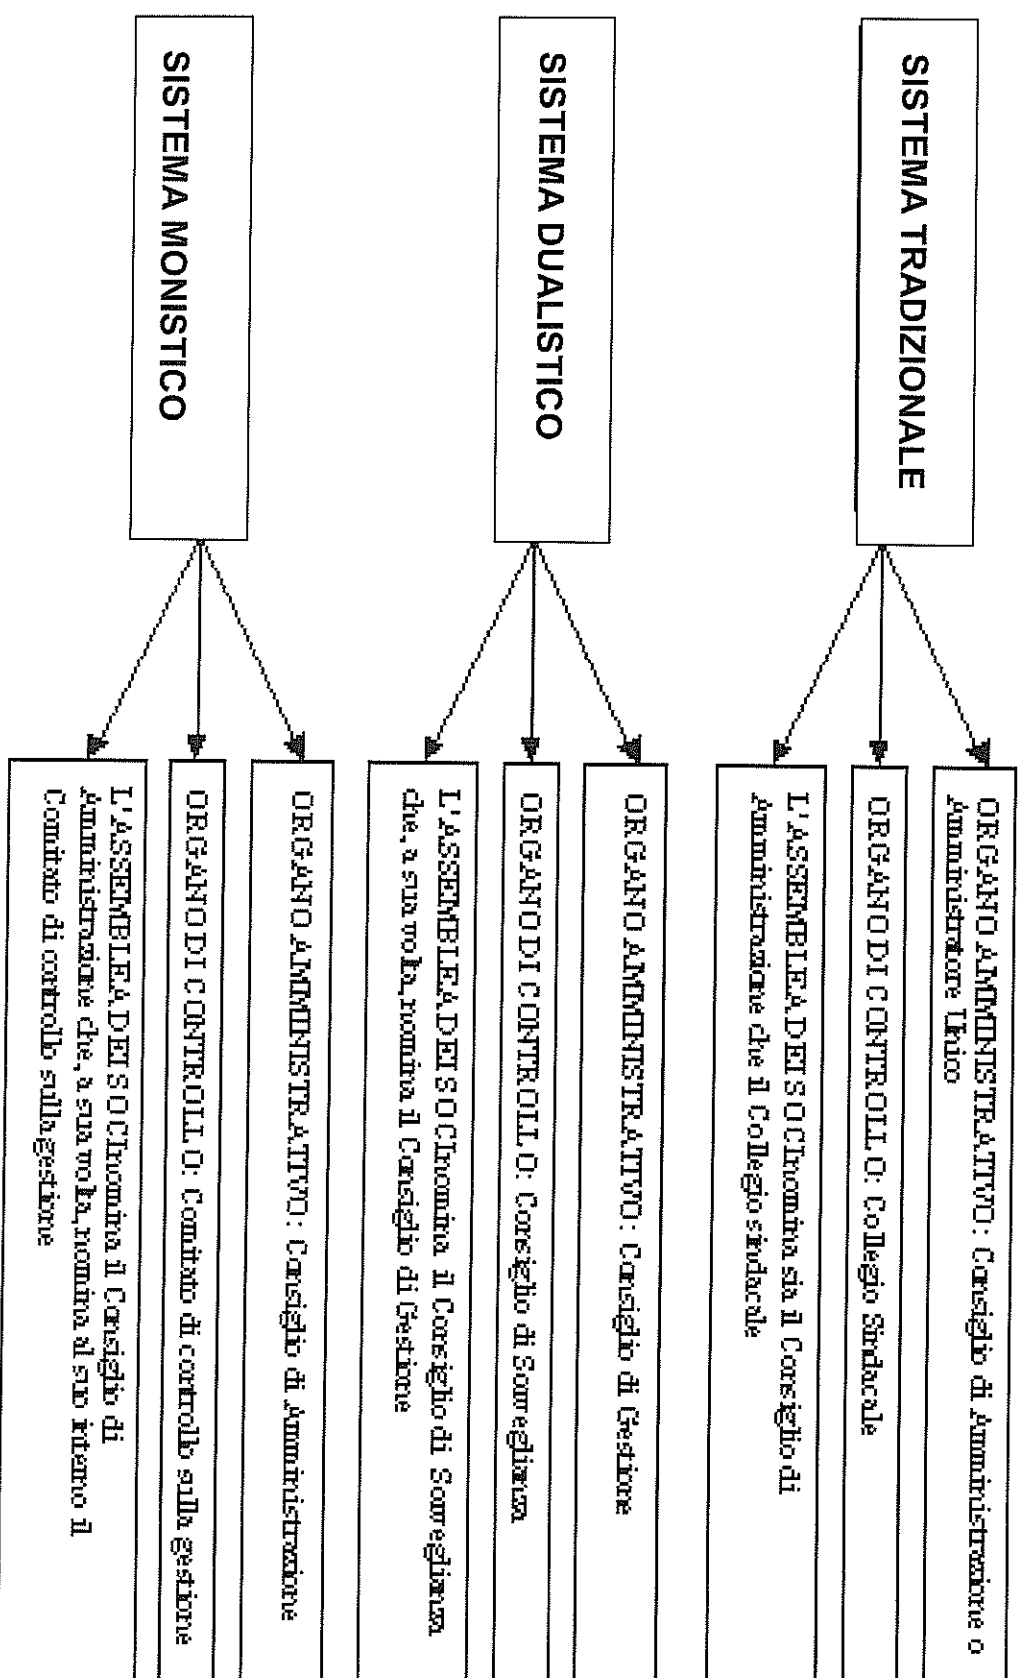 SISTEMA TRADIZIONALE
ORGANO AMMINISTRATIVO: Consiglio di Amministrazione o
Amministratore Unico
ORGANO DI CONTROLLO: Collegio Sindacale
L'ASSEMBLEA DEI SOCI nomina sia il Consiglio di
Amministrazione che il Collegio sindacale
SISTEMA DUALISTICO
ORGANO AMMINISTRATIVO: Consiglio di Gestione
ORGANO DI CONTROLLO: Consiglio di Sorveglianza
L'ASSEMBLEA DEI SOCI nomina il Consiglio di Sorveglianza
che, a sua volta, nomina il Consiglio di Gestione
SISTEMA MONISTICO
ORGANO AMMINISTRATIVO: Consiglio di Amministrazione
ORGANO DI CONTROLLO: Comitato di controllo sulla gestione
L'ASSEMBLEA DEI SOCI nomina il Consiglio di
Amministrazione che, a sua volta, nomina al suo interno il
Comitato di controllo sulla gestione